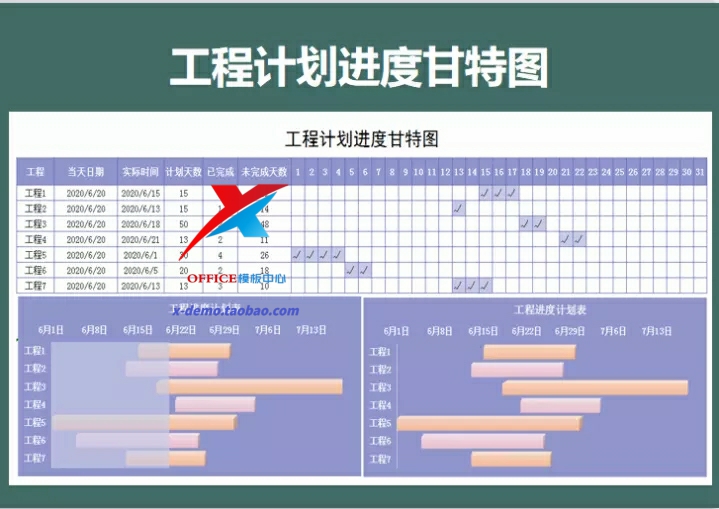 工程计划进度甘特图
工程计划进度甘特图
工程 当天日期 实际时间 计划天数 已完成 未完成天数 1 2 3 4 5 6 7 8 9 10 11 12 13 14 15 16 17 18 19 20 21 22 23 24 25 26 27 28 29 30 31
工程1 2020/6/20 2020/6/15 15 ✓ ✓ ✓
工程2 2020/6/20 2020/6/13 15 1 14 ✓
工程3 2020/6/20 2020/6/18 50 48 ✓ ✓
工程4 2020/6/20 2020/6/21 13 2 11 ✓ ✓
工程5 2020/6/20 2020/6/1 30 4 26 ✓ ✓ ✓ ✓
工程6 2020/6/20 2020/6/5 20 2 18 ✓ ✓
工程7 2020/6/20 2020/6/13 13 3 10 ✓ ✓ ✓
OFFICE模板中心
x-demo.taobao.com
工程进度计划表
6月1日 6月8日 6月15日 6月22日 6月29日 7月6日 7月13日
工程1
工程2
工程3
工程4
工程5
工程6
工程7
工程进度计划表
6月1日 6月8日 6月15日 6月22日 6月29日 7月6日 7月13日
工程1
工程2
工程3
工程4
工程5
工程6
工程7